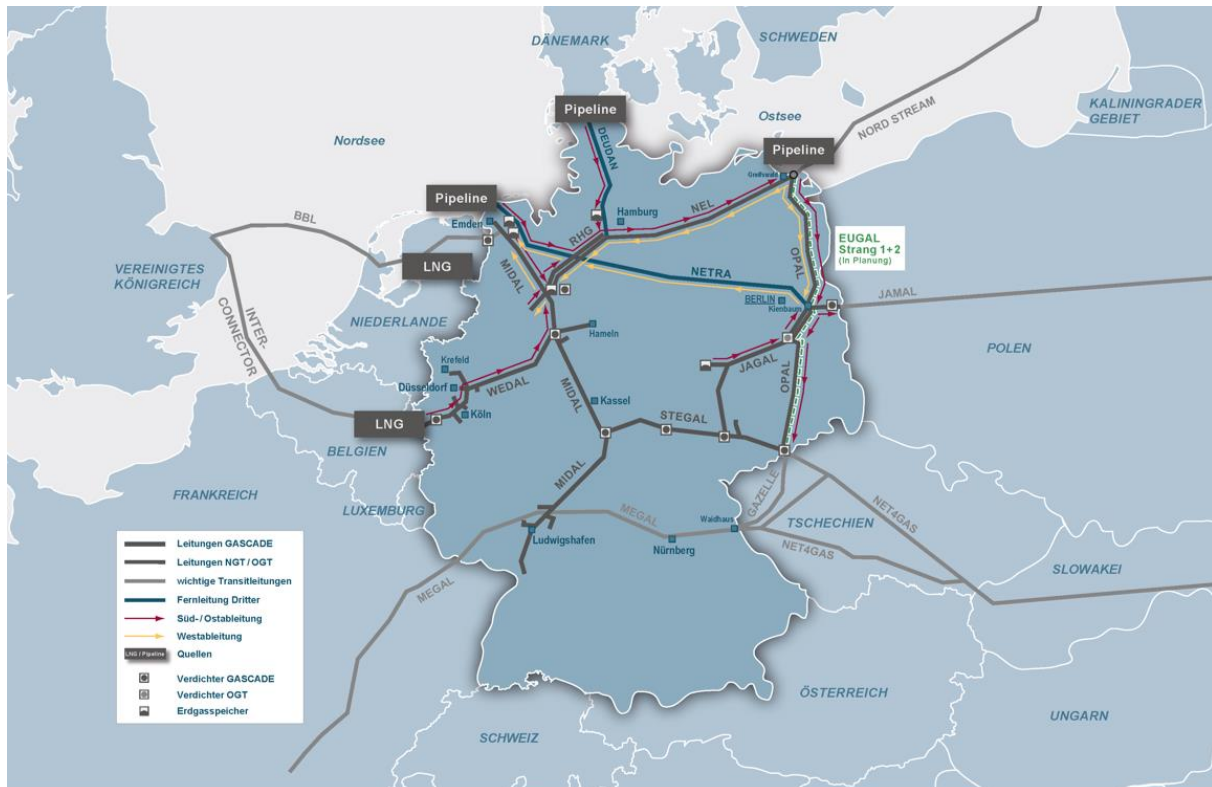 DÄNEMARK
SCHWEDEN
Pipeline
Ostsee
KALININGRADER
GEBIET
Nordsee
NORD STREAM
DEUDAN
Pipeline
Greifswald
Pipeline
Hamburg
NEL
Emden
BBL
RHG
EUGAL
Strang 1+2
(In Planung)
VEREINIGTES
KÖNIGREICH
LNG
MIDAL
NETRA
OPAL
BERLIN
Kienbaum
JAMAL
INTER-
CONNECTOR
NIEDERLANDE
Hameln
POLEN
Krefeld
JAGAL
Düsseldorf
WEDAL
OPAL
MIDAL
Kassel
LNG
Köln
STEGAL
BELGIEN
MIDAL
GAZELLE
FRANKREICH
LUXEMBURG
MEGAL
Waidhaus
TSCHECHIEN
NET4GAS
Ludwigshafen
Nürnberg
NET4GAS
SLOWAKEI
MEGAL
Leitungen GASCADE
Leitungen NGT / OGT
wichtige Transitleitungen
Fernleitung Dritter
Süd- / Ostableitung
Westableitung
LNG / Pipeline Quellen
Verdichter GASCADE
Verdichter OGT
Erdgasspeicher
ÖSTERREICH
UNGARN
SCHWEIZ